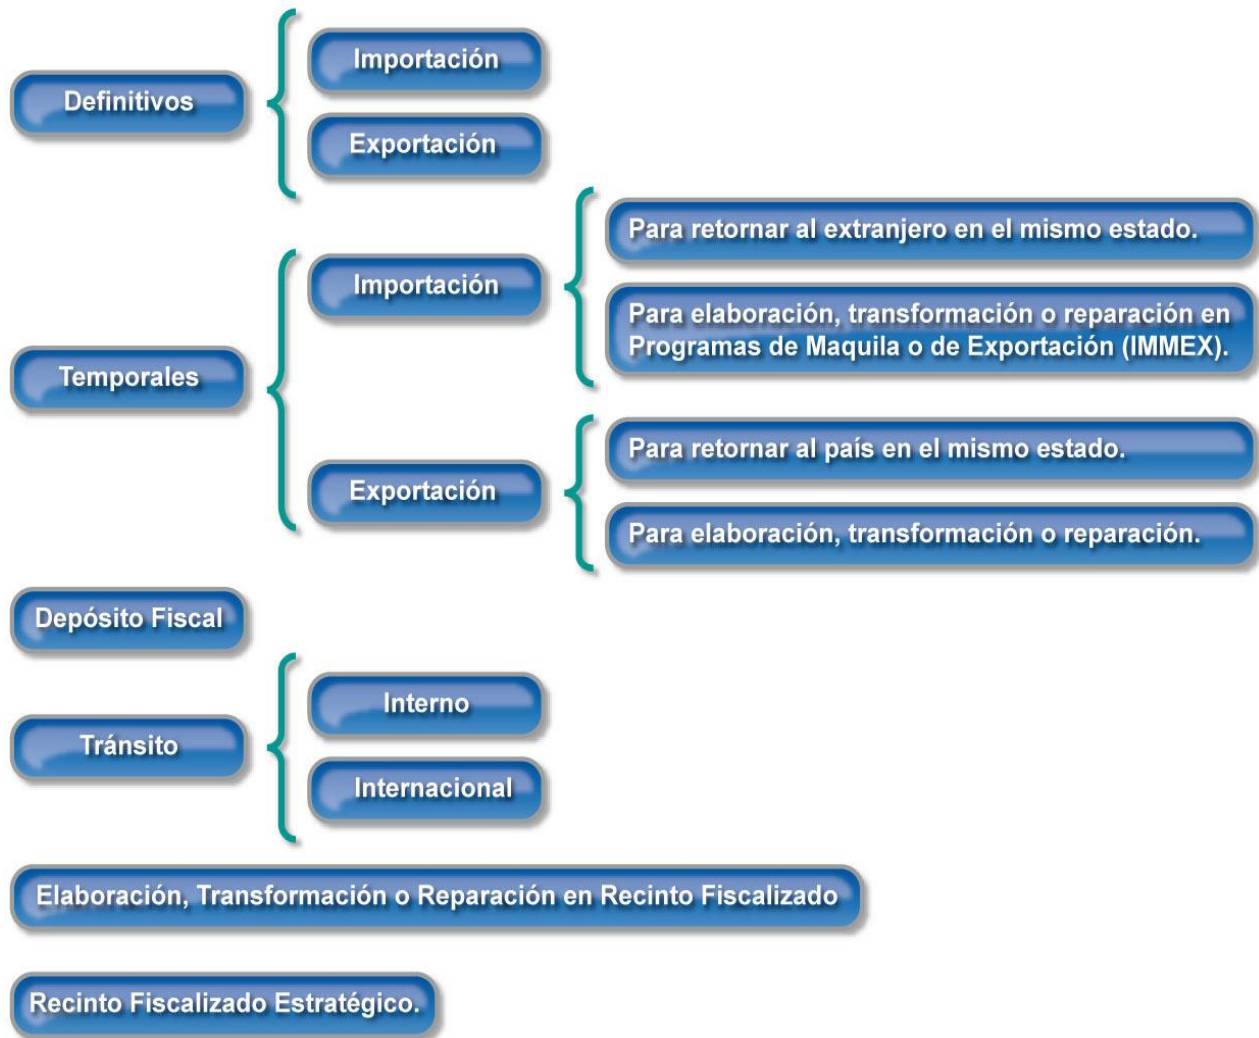 Definitivos
Importación
Exportación
Temporales
Importación
Para retornar al extranjero en el mismo estado.
Para elaboración, transformación o reparación en
Programas de Maquila o de Exportación (IMMEX).
Exportación
Para retornar al país en el mismo estado.
Para elaboración, transformación o reparación.
Depósito Fiscal
Tránsito
Interno
Internacional
Elaboración, Transformación o Reparación en Recinto Fiscalizado
Recinto Fiscalizado Estratégico.